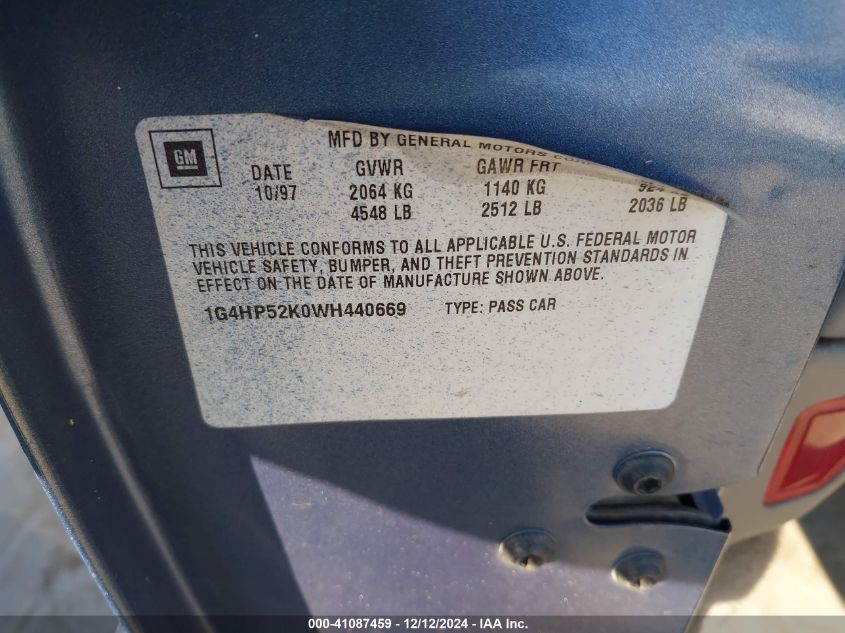 GM
MFD BY GENERAL MOTORS
DATE GVWR GAWR FRT
10/97 2064 KG 1140 KG 924
4548 LB 2512 LB 2036 LB
THIS VEHICLE CONFORMS TO ALL APPLICABLE U.S. FEDERAL MOTOR
VEHICLE SAFETY, BUMPER, AND THEFT PREVENTION STANDARDS IN
EFFECT ON THE DATE OF MANUFACTURE SHOWN ABOVE.
1G4HP52K0WH440669 TYPE: PASS CAR
000-41087459 - 12/12/2024 - IAA Inc.